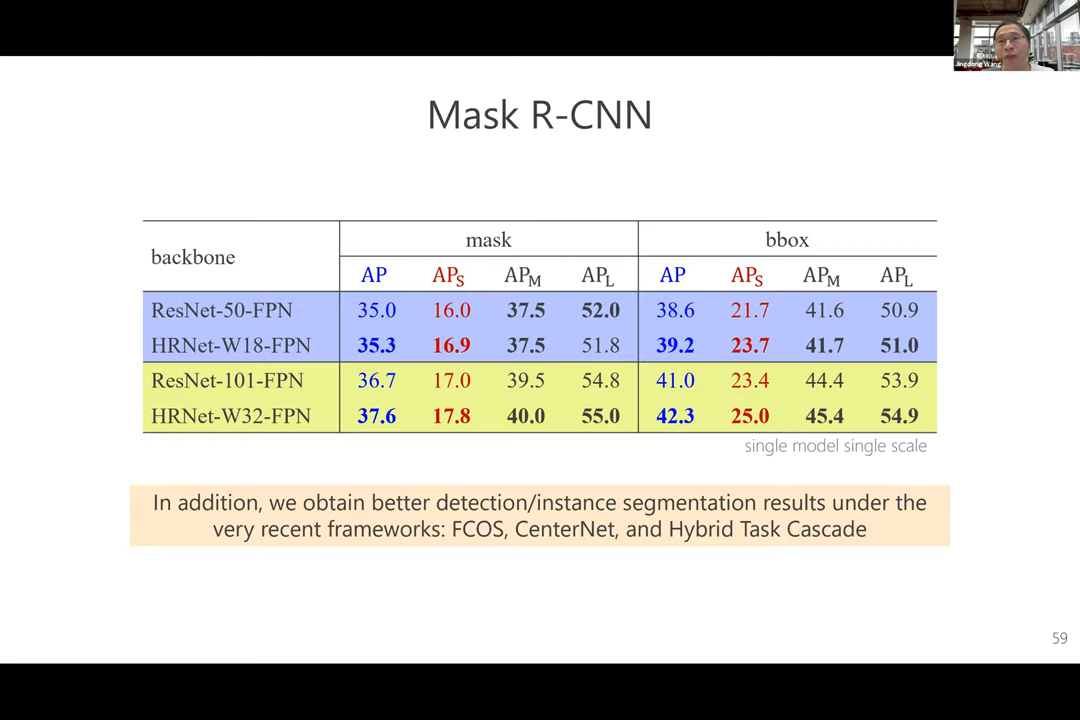 Jingdong Wang
Mask R-CNN
backbone mask bbox
AP APS APM APL AP APS APM APL
ResNet-50-FPN 35.0 16.0 37.5 52.0 38.6 21.7 41.6 50.9
HRNet-W18-FPN 35.3 16.9 37.5 51.8 39.2 23.7 41.7 51.0
ResNet-101-FPN 36.7 17.0 39.5 54.8 41.0 23.4 44.4 53.9
HRNet-W32-FPN 37.6 17.8 40.0 55.0 42.3 25.0 45.4 54.9
single model single scale
In addition, we obtain better detection/instance segmentation results under the
very recent frameworks: FCOS, CenterNet, and Hybrid Task Cascade
59